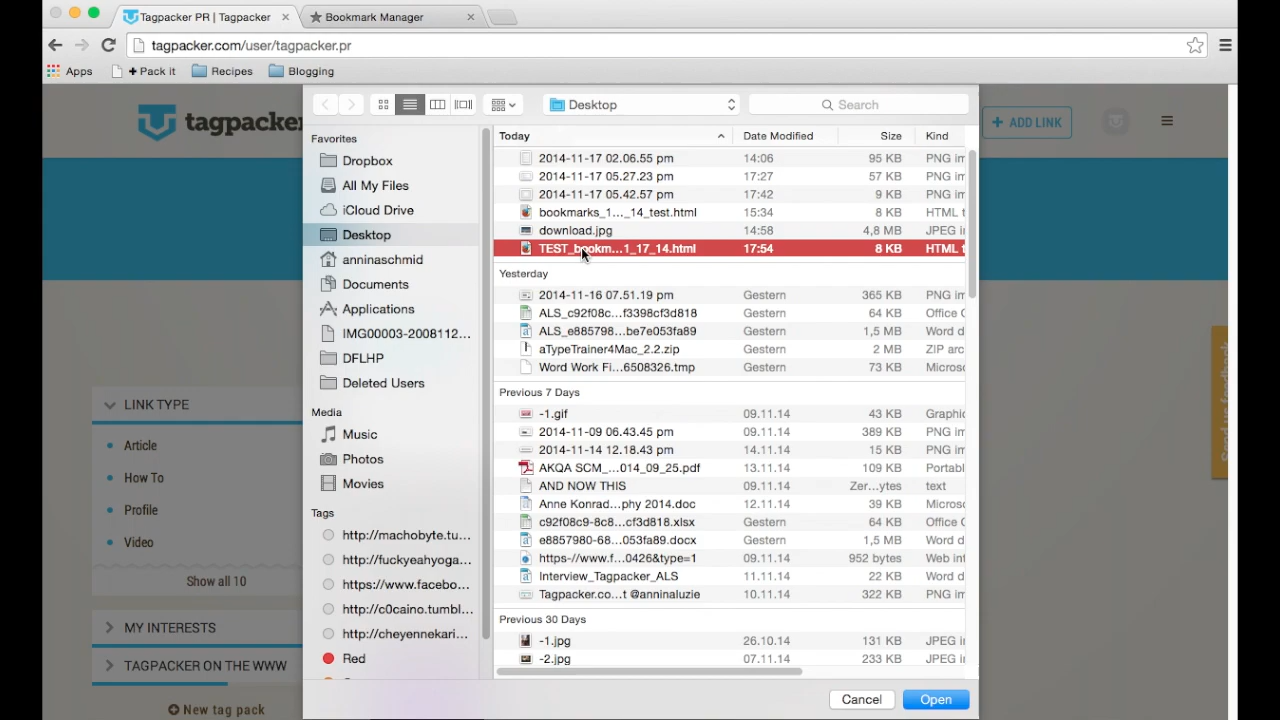 Tagpacker PR | Tagpacker
Bookmark Manager
tagpacker.com/user/tagpacker.pr
Apps
+ Pack it
Recipes
Blogging
tagpacker
+ ADD LINK
Desktop
Search
Favorites
Dropbox
All My Files
iCloud Drive
Desktop
anninaschmid
Documents
Applications
IMG00003-2008112...
DFLHP
Deleted Users
Media
Music
Photos
Movies
Tags
http://machobyte.tu...
http://fuckyeahyoga...
https://www.facebo...
http://c0caino.tumbl...
http://cheyennekari...
Red
Today Date Modified Size Kind
2014-11-17 02.06.55 pm 14:06 95 KB PNG im
2014-11-17 05.27.23 pm 17:27 57 KB PNG im
2014-11-17 05.42.57 pm 17:42 9 KB PNG im
bookmarks_1..._14_test.html 15:34 8 KB HTML t
download.jpg 14:58 4,8 MB JPEG i
TEST_bookm...1_17_14.html 17:54 8 KB HTML t
Yesterday
2014-11-16 07.51.19 pm Gestern 365 KB PNG im
ALS_c92f08c...f3398cf3d818 Gestern 64 KB Office O
ALS_e885798...be7e053fa89 Gestern 1,5 MB Word d
aTypeTrainer4Mac_2.2.zip Gestern 2 MB ZIP arc
Word Work Fi...6508326.tmp Gestern 73 KB Microso
Previous 7 Days
-1.gif 09.11.14 43 KB Graphic
2014-11-09 06.43.45 pm 09.11.14 389 KB PNG im
2014-11-14 12.18.43 pm 14.11.14 15 KB PNG im
AKQA SCM_...014_09_25.pdf 13.11.14 109 KB Portabl
AND NOW THIS 09.11.14 Zer...ytes text
Anne Konrad...phy 2014.doc 12.11.14 39 KB Microso
c92f08c9-8c8...cf3d818.xlsx Gestern 64 KB Office O
e8857980-68...053fa89.docx Gestern 1,5 MB Word d
https-//www.f...0426&type=1 09.11.14 952 bytes Web int
Interview_Tagpacker_ALS 11.11.14 22 KB Word d
Tagpacker.co...t @anninaluzie 10.11.14 322 KB PNG im
Previous 30 Days
-1.jpg 26.10.14 131 KB JPEG i
-2.jpg 07.11.14 233 KB JPEG i
Cancel
Open
LINK TYPE
Article
How To
Profile
Video
Show all 10
MY INTERESTS
TAGPACKER ON THE WWW
New tag pack
Send us feedback